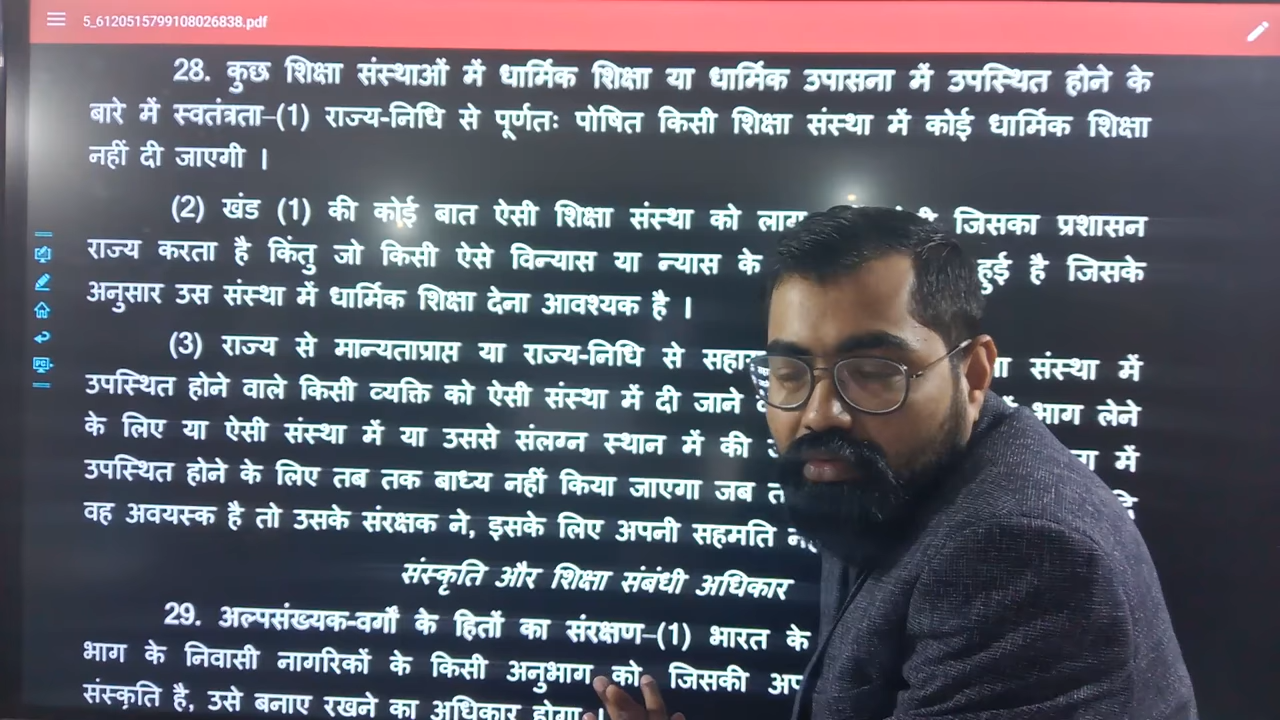 5_6120515799108026838.pdf
28. कुछ शिक्षा संस्थाओं में धार्मिक शिक्षा या धार्मिक उपासना में उपस्थित होने के
बारे में स्वतंत्रता–(1) राज्य-निधि से पूर्णतः पोषित किसी शिक्षा संस्था में कोई धार्मिक शिक्षा
नहीं दी जाएगी ।
(2) खंड (1) की कोई बात ऐसी शिक्षा संस्था को जिसका प्रशासन
राज्य करता है किंतु जो किसी ऐसे विन्यास या न्यास के हुई है जिसके
अनुसार उस संस्था में धार्मिक शिक्षा देना आवश्यक है ।
(3) राज्य से मान्यताप्राप्त या राज्य-निधि से संस्था में
उपस्थित होने वाले किसी व्यक्ति को ऐसी संस्था में दी जाने भाग लेने
के लिए या ऐसी संस्था में या उससे संलग्न स्थान में की में
उपस्थित होने के लिए तब तक बाध्य नहीं किया जाएगा जब
वह अवयस्क है तो उसके संरक्षक ने, इसके लिए अपनी सहमति
संस्कृति और शिक्षा संबंधी अधिकार
29. अल्पसंख्यक-वर्गों के हितों का संरक्षण–(1) भारत के
भाग के निवासी नागरिकों के किसी अनुभाग को, जिसकी
संस्कृति है, उसे बनाए रखने का अधिकार होगा ।